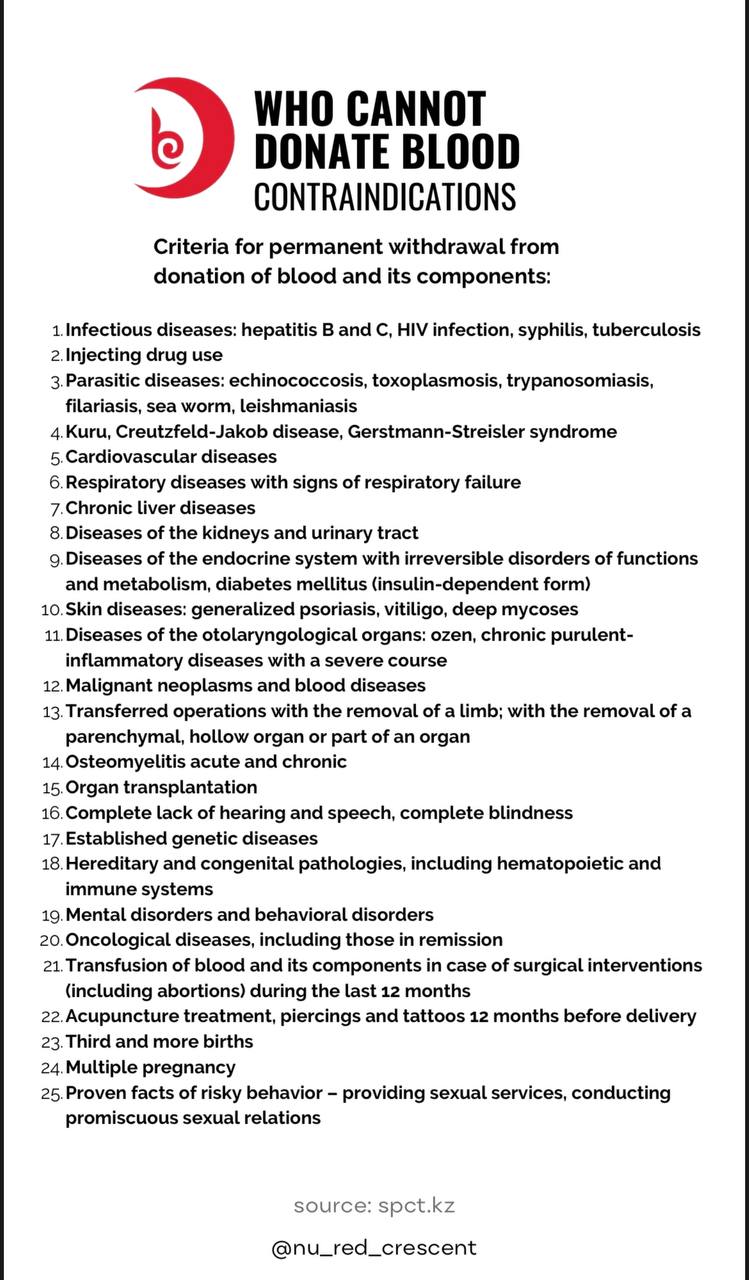 WHO CANNOT
DONATE BLOOD
CONTRAINDICATIONS
Criteria for permanent withdrawal from
donation of blood and its components:
1. Infectious diseases: hepatitis B and C, HIV infection, syphilis, tuberculosis
2. Injecting drug use
3. Parasitic diseases: echinococcosis, toxoplasmosis, trypanosomiasis,
filariasis, sea worm, leishmaniasis
4. Kuru, Creutzfeld-Jakob disease, Gerstmann-Streisler syndrome
5. Cardiovascular diseases
6. Respiratory diseases with signs of respiratory failure
7. Chronic liver diseases
8. Diseases of the kidneys and urinary tract
9. Diseases of the endocrine system with irreversible disorders of functions
and metabolism, diabetes mellitus (insulin-dependent form)
10. Skin diseases: generalized psoriasis, vitiligo, deep mycoses
11. Diseases of the otolaryngological organs: ozen, chronic purulent-
inflammatory diseases with a severe course
12. Malignant neoplasms and blood diseases
13. Transferred operations with the removal of a limb; with the removal of a
parenchymal, hollow organ or part of an organ
14. Osteomyelitis acute and chronic
15. Organ transplantation
16. Complete lack of hearing and speech, complete blindness
17. Established genetic diseases
18. Hereditary and congenital pathologies, including hematopoietic and
immune systems
19. Mental disorders and behavioral disorders
20. Oncological diseases, including those in remission
21. Transfusion of blood and its components in case of surgical interventions
(including abortions) during the last 12 months
22. Acupuncture treatment, piercings and tattoos 12 months before delivery
23. Third and more births
24. Multiple pregnancy
25. Proven facts of risky behavior – providing sexual services, conducting
promiscuous sexual relations
source: spct.kz
@nu_red_crescent